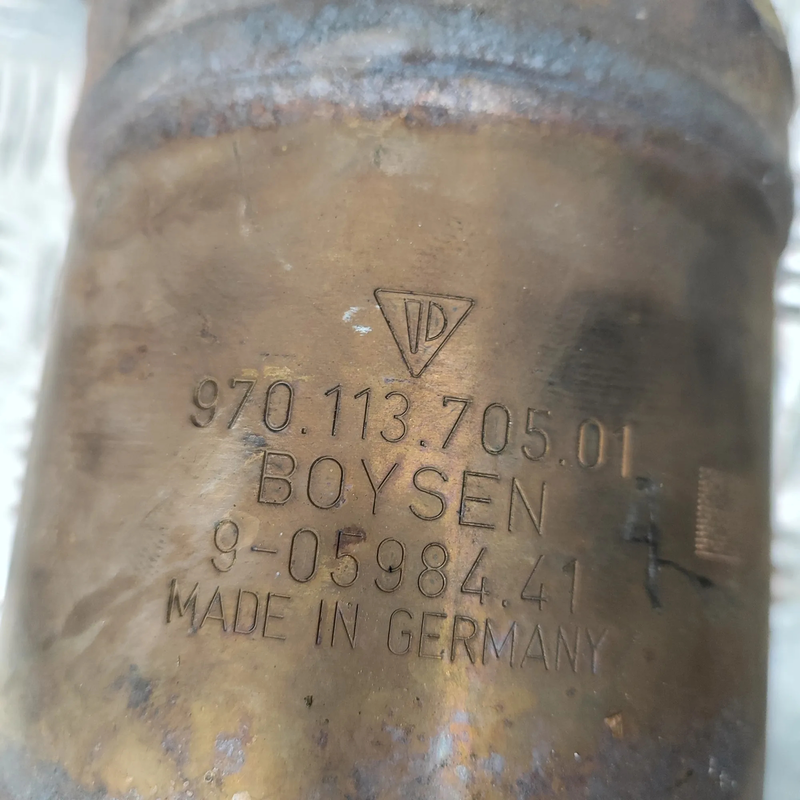 970.113.705.01
BOYSEN
9-05984.41
MADE IN GERMANY